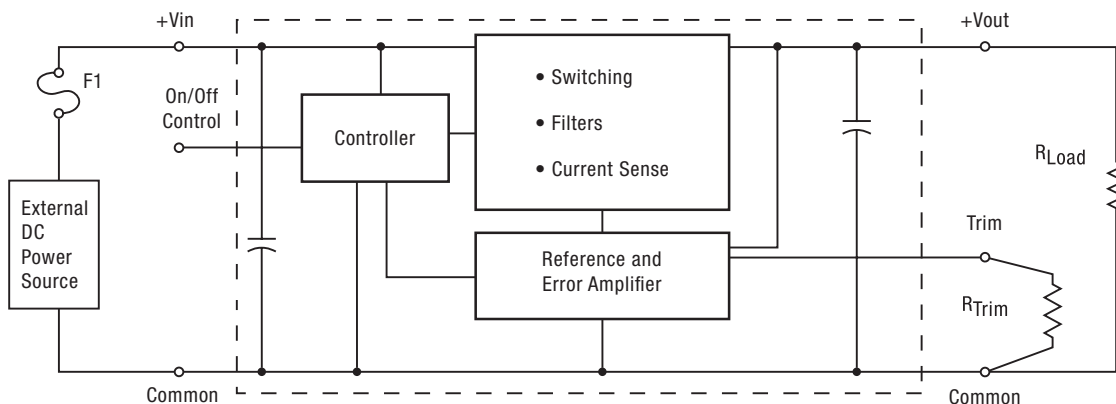 +Vin
+Vout
F1
On/Off
Control
Controller
• Switching
• Filters
• Current Sense
RLoad
External
DC
Power
Source
Reference and
Error Amplifier
Trim
RTrim
Common
Common